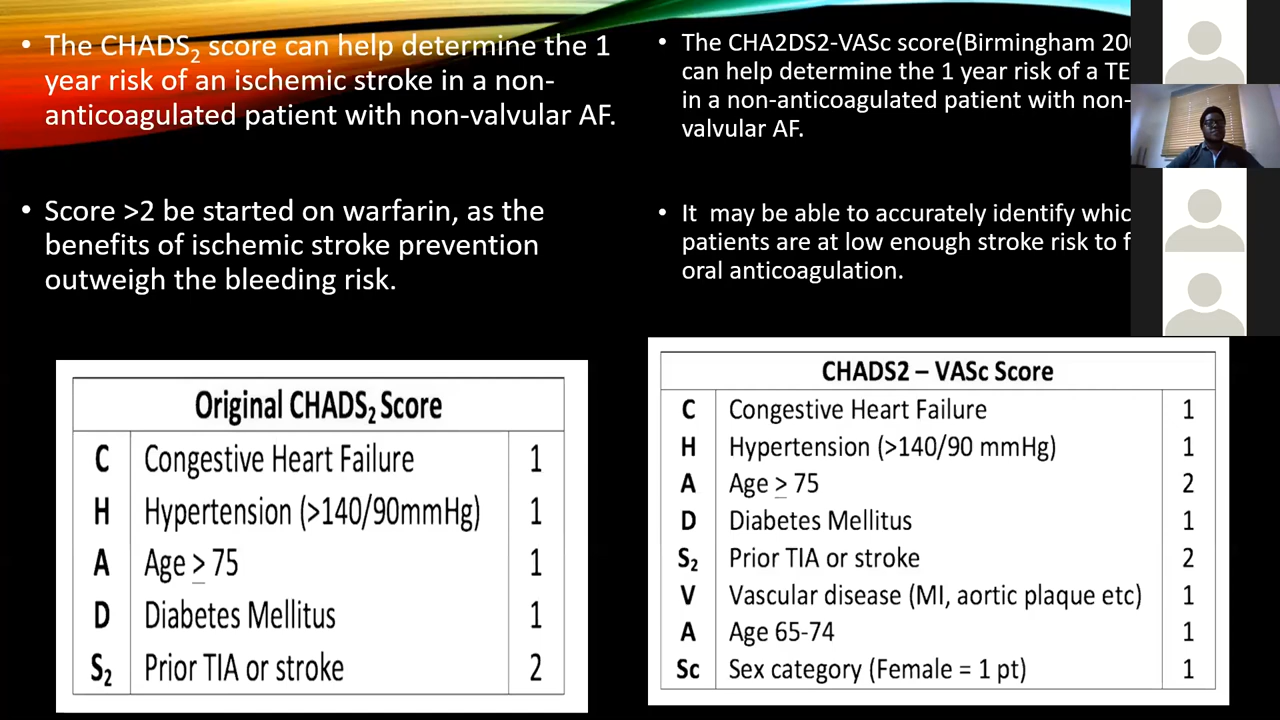 • The CHADS2 score can help determine the 1
year risk of an ischemic stroke in a non-
anticoagulated patient with non-valvular AF.
• Score >2 be started on warfarin, as the
benefits of ischemic stroke prevention
outweigh the bleeding risk.
Original CHADS2 Score
C Congestive Heart Failure 1
H Hypertension (>140/90mmHg) 1
A Age ≥ 75 1
D Diabetes Mellitus 1
S2 Prior TIA or stroke 2
• The CHA2DS2-VASc score(Birmingham
can help determine the 1 year risk of a
in a non-anticoagulated patient with non-
valvular AF.
• It may be able to accurately identify
patients are at low enough stroke risk to
oral anticoagulation.
CHADS2 – VASc Score
C Congestive Heart Failure 1
H Hypertension (>140/90 mmHg) 1
A Age ≥ 75 2
D Diabetes Mellitus 1
S2 Prior TIA or stroke 2
V Vascular disease (MI, aortic plaque etc) 1
A Age 65-74 1
Sc Sex category (Female = 1 pt) 1